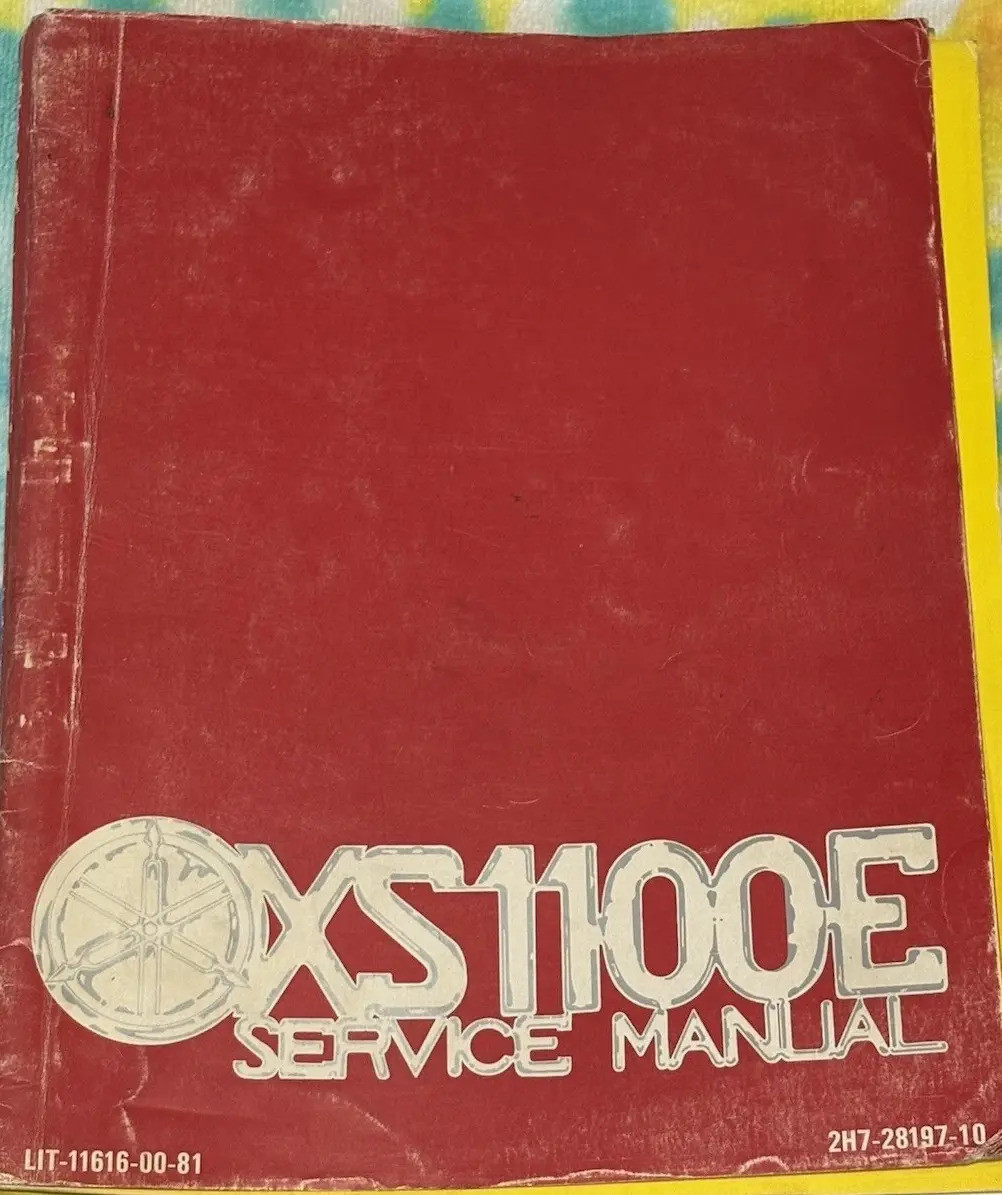 XS1100E
SERVICE MANUAL
LIT-11616-00-81
2H7-28197-10